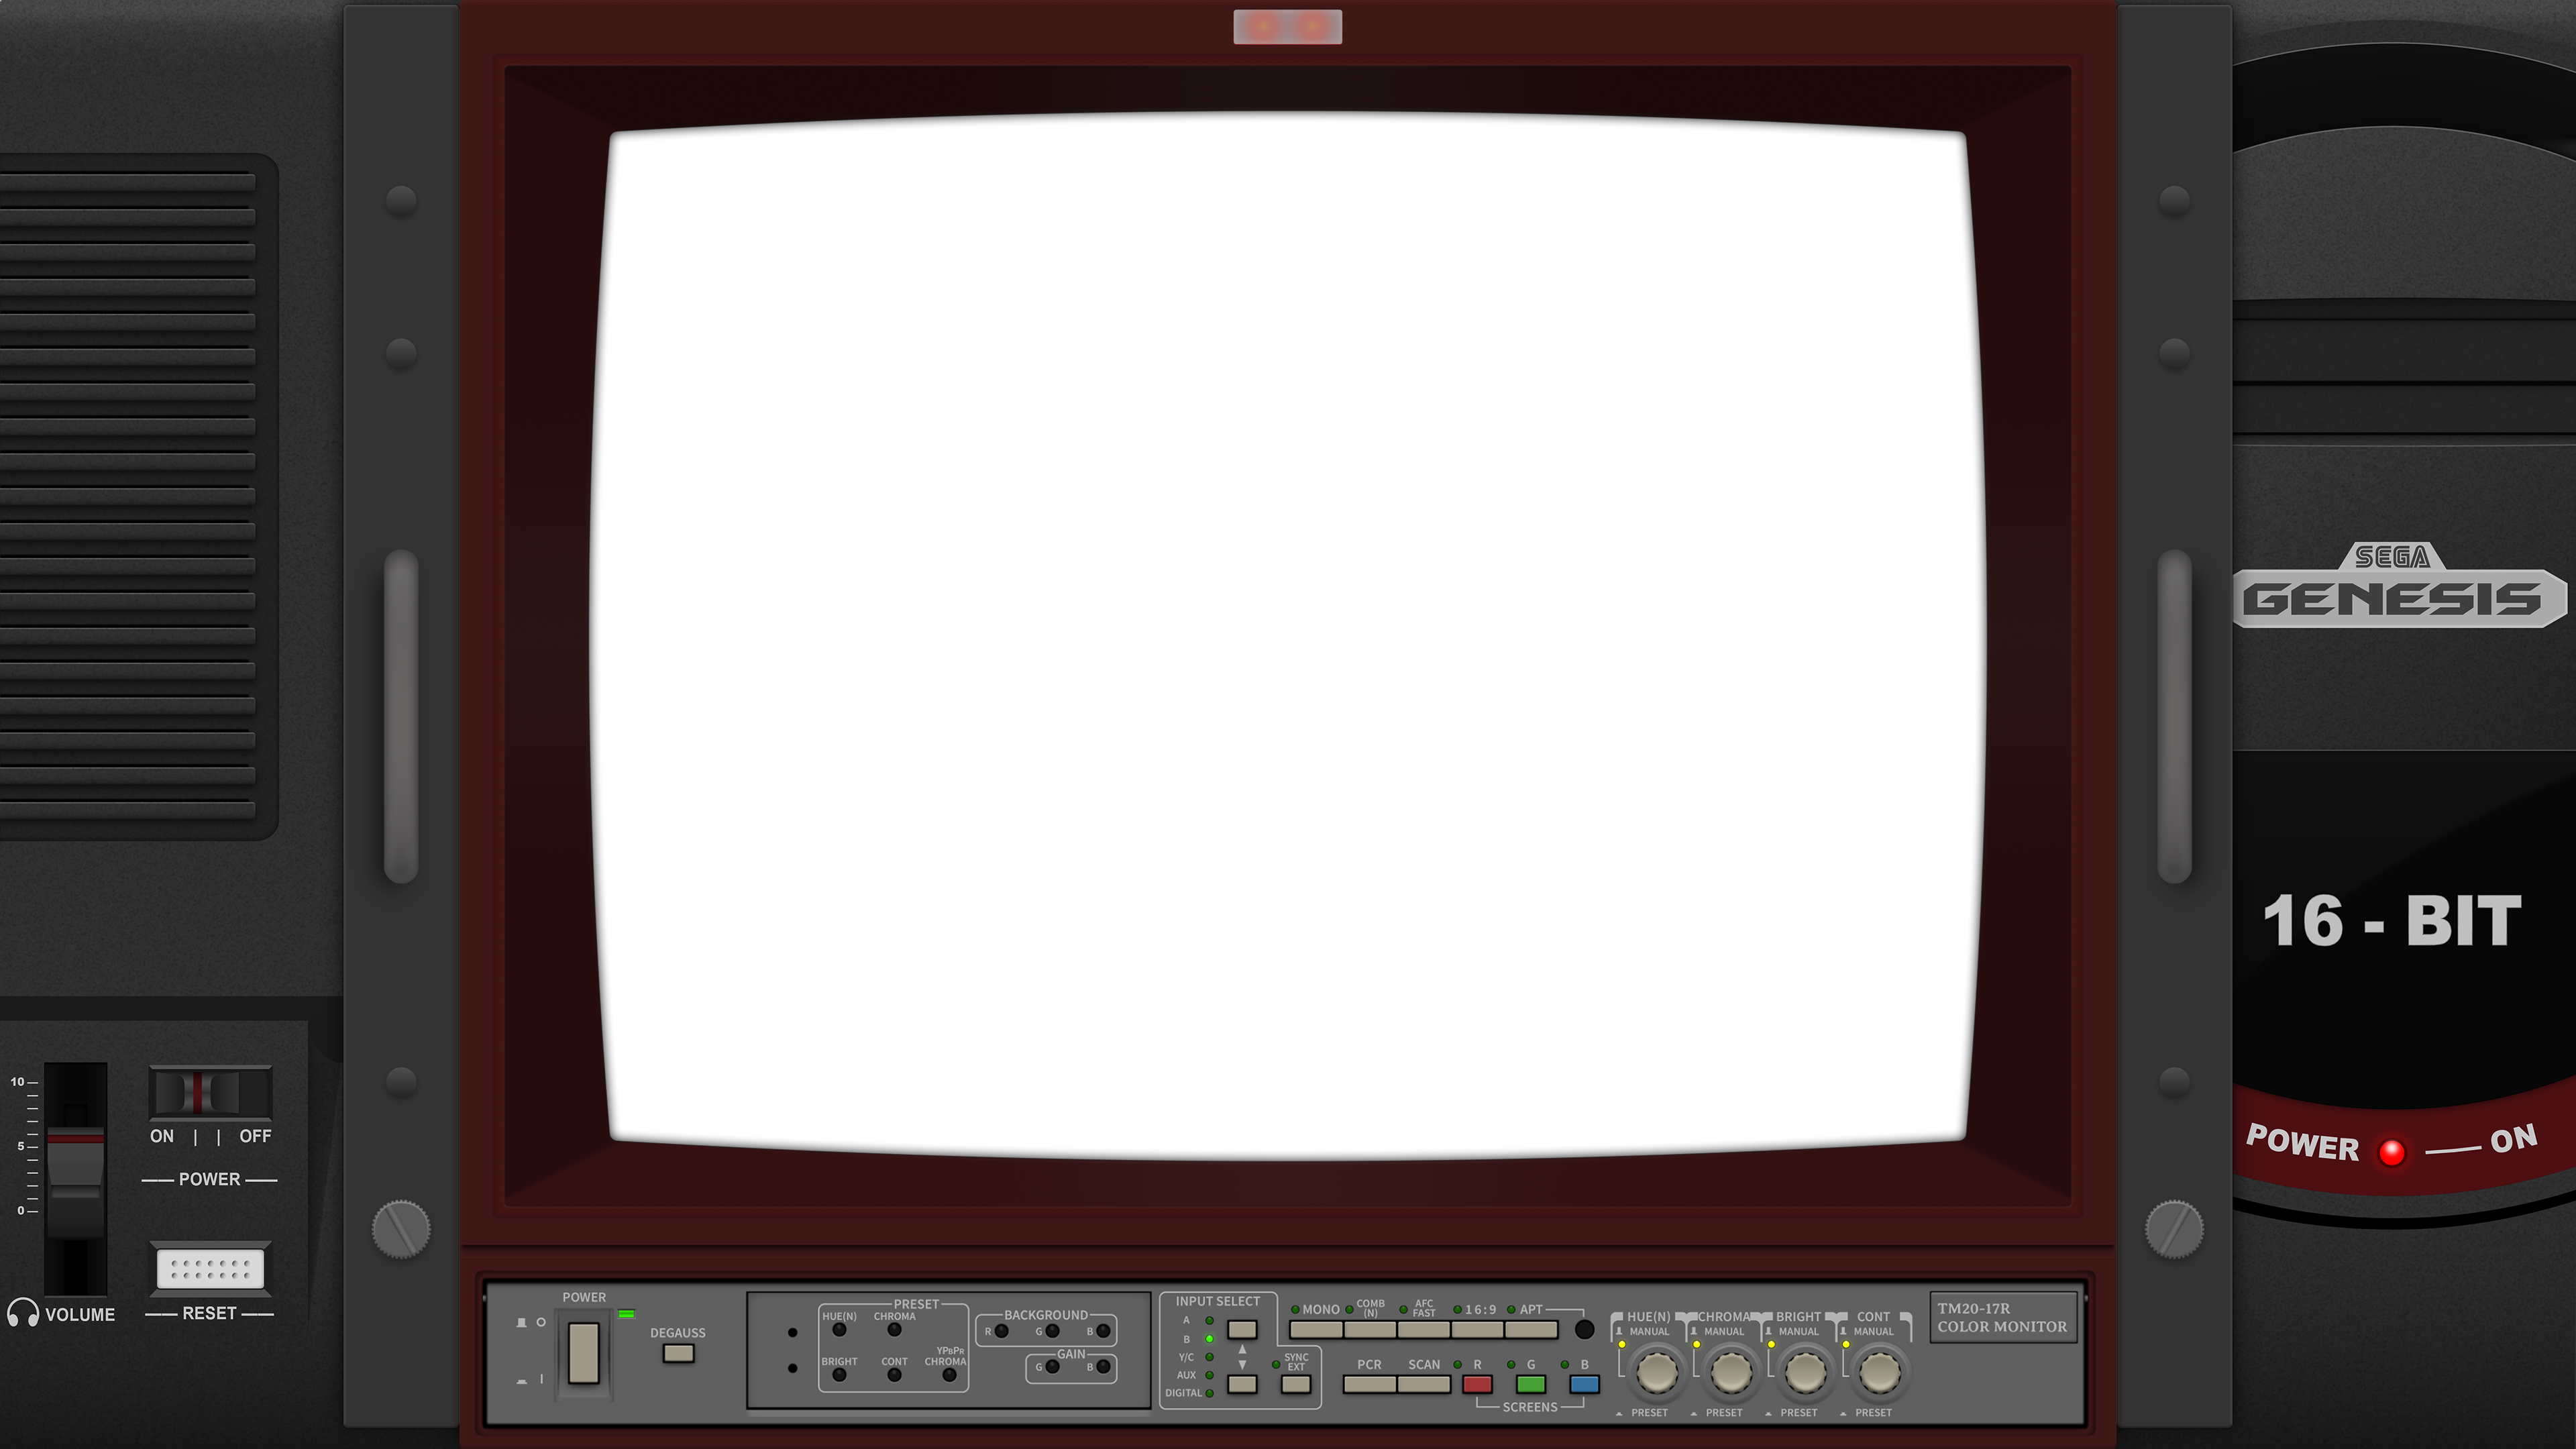 SEGA
GENESIS
16 - BIT
POWER ON
10
5
0
VOLUME
ON | | OFF
POWER
RESET
POWER
DEGAUSS
PRESET
HUE(N) CHROMA
BRIGHT CONT YPBPR CHROMA
BACKGROUND
R G B
GAIN
G B
INPUT SELECT
A
B
Y/C
AUX
DIGITAL
SYNC EXT
MONO COMB (N) AFC FAST 16:9 APT
PCR SCAN R G B
SCREENS
HUE(N) CHROMA BRIGHT CONT
MANUAL MANUAL MANUAL MANUAL
PRESET PRESET PRESET PRESET
TM20-17R
COLOR MONITOR